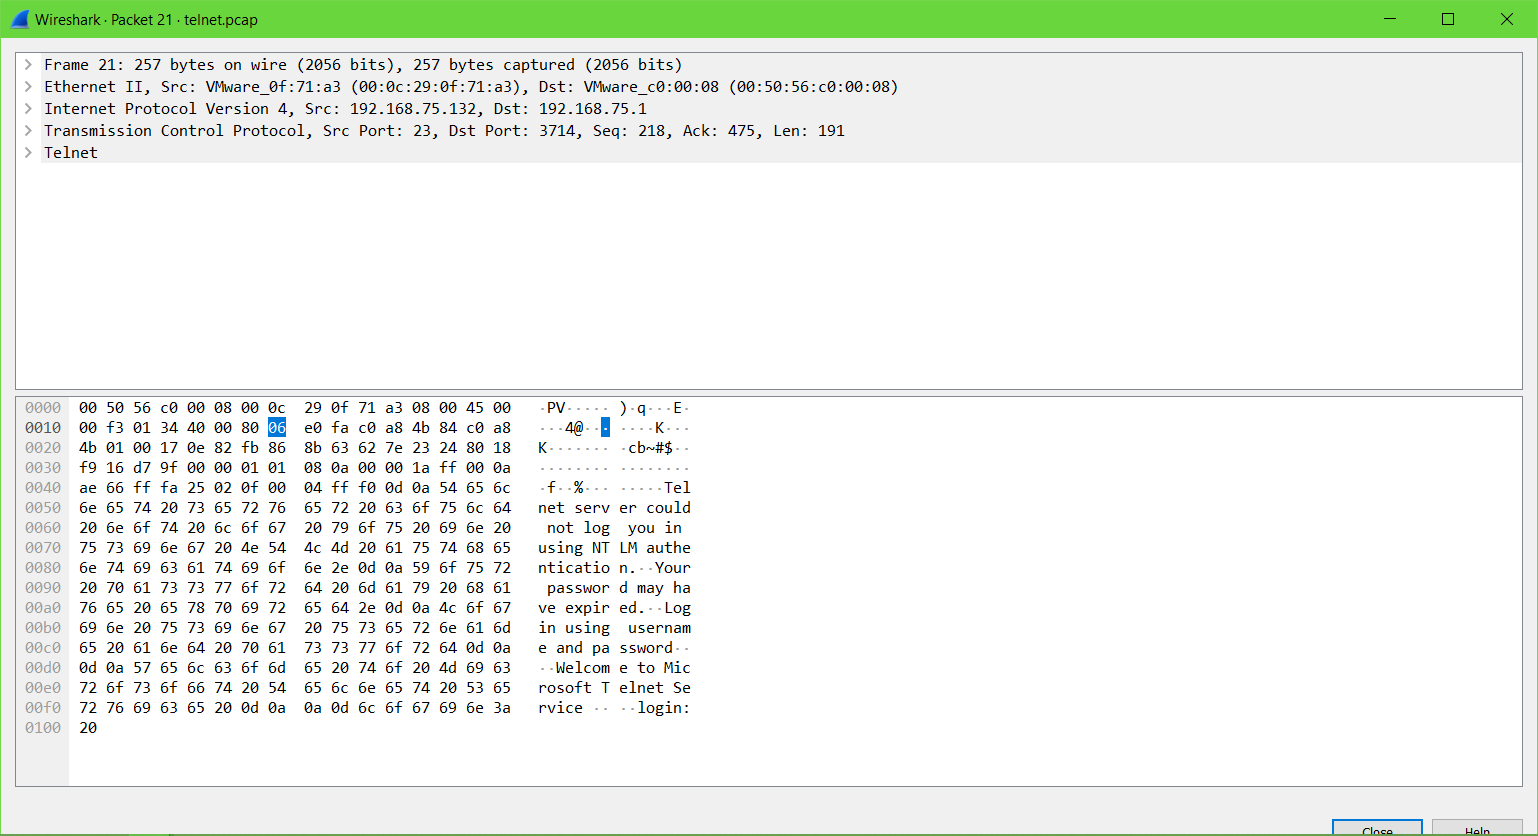 Wireshark · Packet 21 · telnet.pcap
Frame 21: 257 bytes on wire (2056 bits), 257 bytes captured (2056 bits)
Ethernet II, Src: VMware_0f:71:a3 (00:0c:29:0f:71:a3), Dst: VMware_c0:00:08 (00:50:56:c0:00:08)
Internet Protocol Version 4, Src: 192.168.75.132, Dst: 192.168.75.1
Transmission Control Protocol, Src Port: 23, Dst Port: 3714, Seq: 218, Ack: 475, Len: 191
Telnet
0000 00 50 56 c0 00 08 00 0c 29 0f 71 a3 08 00 45 00 ·PV····· )·q···E·
0010 00 f3 01 34 40 00 80 06 e0 fa c0 a8 4b 84 c0 a8 ···4@··· ····K···
0020 4b 01 00 17 0e 82 fb 86 8b 63 62 7e 23 24 80 18 K······· ·cb~#$··
0030 f9 16 d7 9f 00 00 01 01 08 0a 00 00 1a ff 00 0a ········ ········
0040 ae 66 ff fa 25 02 0f 00 04 ff f0 0d 0a 54 65 6c ·f··%··· ·····Tel
0050 6e 65 74 20 73 65 72 76 65 72 20 63 6f 75 6c 64 net serv er could
0060 20 6e 6f 74 20 6c 6f 67 20 79 6f 75 20 69 6e 20 not log you in
0070 75 73 69 6e 67 20 4e 54 4c 4d 20 61 75 74 68 65 using NT LM authe
0080 6e 74 69 63 61 74 69 6f 6e 2e 0d 0a 59 6f 75 72 nticatio n.··Your
0090 20 70 61 73 73 77 6f 72 64 20 6d 61 79 20 68 61 passwor d may ha
00a0 76 65 20 65 78 70 69 72 65 64 2e 0d 0a 4c 6f 67 ve expir ed.··Log
00b0 69 6e 20 75 73 69 6e 67 20 75 73 65 72 6e 61 6d in using usernam
00c0 65 20 61 6e 64 20 70 61 73 73 77 6f 72 64 0d 0a e and pa ssword··
00d0 0d 0a 57 65 6c 63 6f 6d 65 20 74 6f 20 4d 69 63 ··Welcom e to Mic
00e0 72 6f 73 6f 66 74 20 54 65 6c 6e 65 74 20 53 65 rosoft T elnet Se
00f0 72 76 69 63 65 20 0d 0a 0a 0d 6c 6f 67 69 6e 3a rvice ·· ··login:
0100 20
Close Help